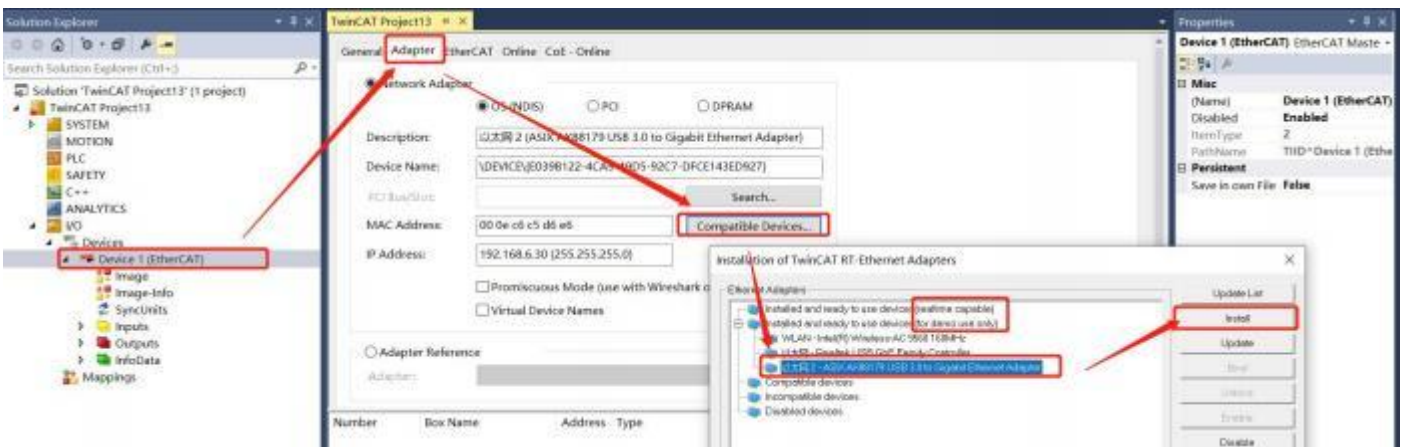 Solution Explorer
Search Solution Explorer (Ctrl+;)
Solution 'TwinCAT Project13' (1 project)
TwinCAT Project13
SYSTEM
MOTION
PLC
SAFETY
C++
ANALYTICS
I/O
Devices
Device 1 (EtherCAT)
Image
Image-Info
SyncUnits
Inputs
Outputs
InfoData
Mappings
TwinCAT Project13
General Adapter EtherCAT Online CoE - Online
Network Adapter
OS (NDIS) PCI DPRAM
Description: 以太网 2 (ASIX AX88179 USB 3.0 to Gigabit Ethernet Adapter)
Device Name:
PCI Bus/Slot: Search...
MAC Address: 00 0e c6 c5 d6 e6 Compatible Devices...
IP Address: 192.168.6.30 (255.255.255.0)
Promiscuous Mode (use with Wireshark
Virtual Device Names
Adapter Reference
Adapter:
Number Box Name Address Type
Installation of TwinCAT RT-Ethernet Adapters
Ethernet Adapters
Installed and ready to use devices (realtime capable)
Installed and ready to use devices (for demo use only)
WLAN - Intel(R) Wireless-AC 9560 160MHz
以太网 - Realtek USB GbE Family Controller
以太网 2 - ASIX AX88179 USB 3.0 to Gigabit Ethernet Adapter
Compatible devices
Incompatible devices
Disabled devices
Update List
Install
Update
Bind
Unbind
Enable
Disable
Properties
Device 1 (EtherCAT) EtherCAT Maste
Misc
(Name) Device 1 (EtherCAT)
Disabled Enabled
ItemType 2
PathName TIID^Device 1 (Ethe
Persistent
Save in own File False